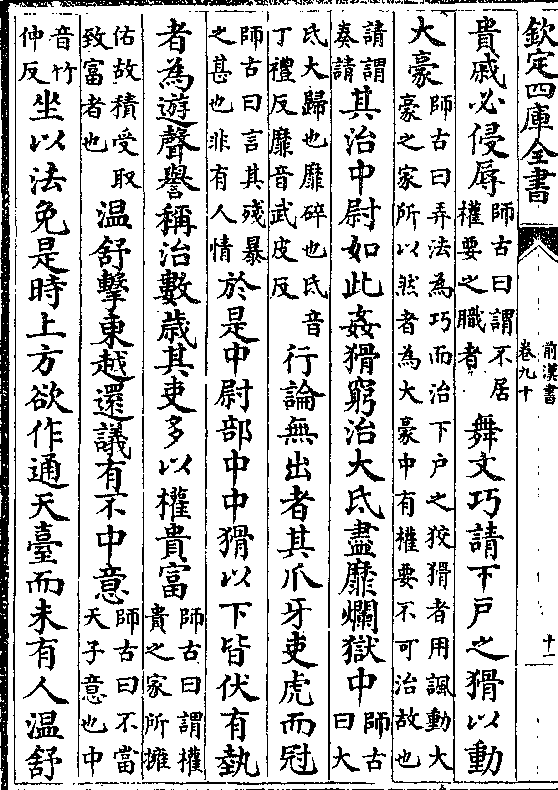 欽定四庫全書
前漢書
卷九十
十一
貴戚必侵辱師古曰謂不居權要之職者舞文巧請下户之猾以動
大豪師古曰弄法為巧而治下户之狡猾者用諷動大豪之家所以然者為大豪中有權要不可治故也
請謂奏請其治中尉如此姦猾窮治大氐盡靡爛獄中師古曰大
氐大歸也靡碎也氐音丁禮反靡音武皮反行論無出者其爪牙吏虎而冠
師古曰言其殘暴之甚也非有人情於是中尉部中中猾以下皆伏有埶
者為遊聲譽稱治數歲其吏多以權貴富師古曰謂權貴之家所擁
佑故積受取致富者也温舒擊東越還議有不中意師古曰不當天子意也中
音竹仲反坐以法免是時上方欲作通天臺而未有人温舒